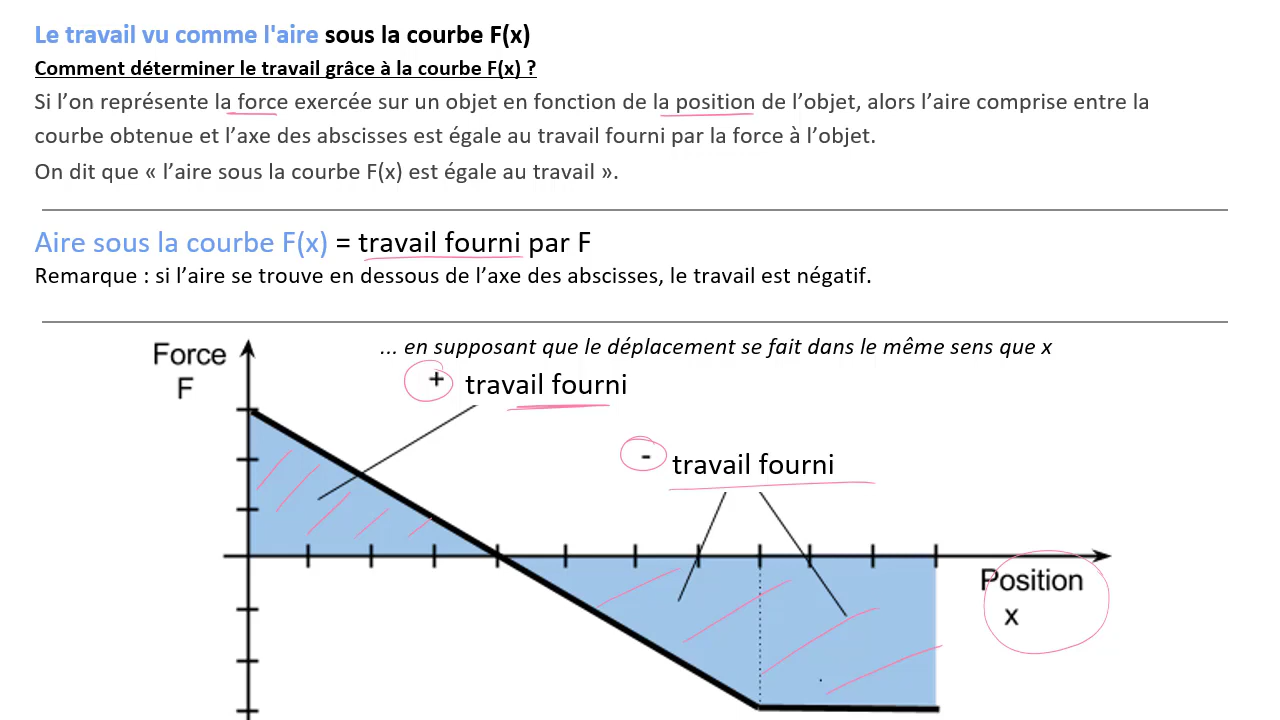 Le travail vu comme l'aire sous la courbe F(x)
Comment déterminer le travail grâce à la courbe F(x) ?
Si l’on représente la force exercée sur un objet en fonction de la position de l’objet, alors l’aire comprise entre la
courbe obtenue et l’axe des abscisses est égale au travail fourni par la force à l’objet.
On dit que « l’aire sous la courbe F(x) est égale au travail ».
Aire sous la courbe F(x) = travail fourni par F
Remarque : si l’aire se trouve en dessous de l’axe des abscisses, le travail est négatif.
... en supposant que le déplacement se fait dans le même sens que x
Force
F
+ travail fourni
- travail fourni
Position
x